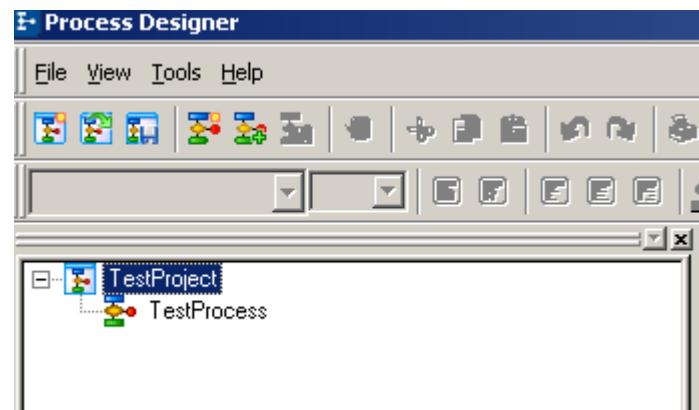 Process Designer
File View Tools Help
TestProject
TestProcess